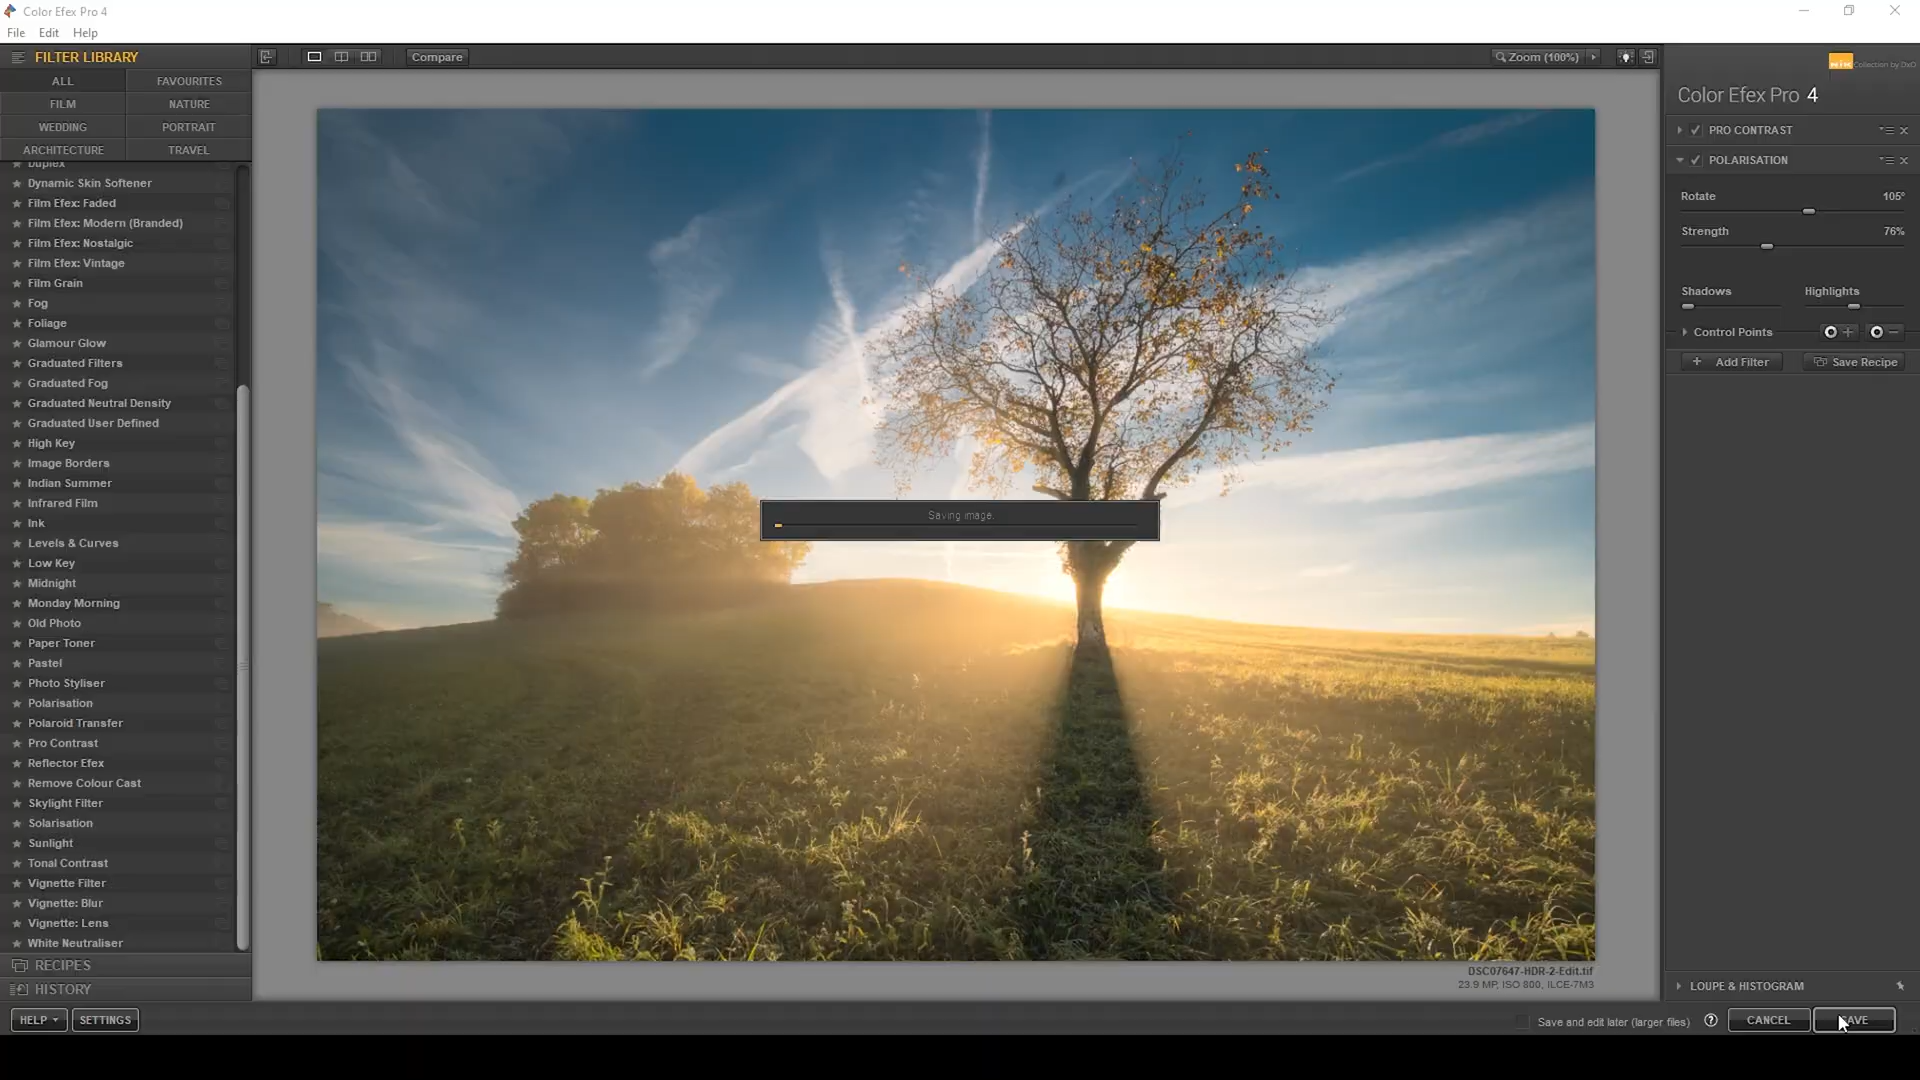 Color Efex Pro 4
File Edit Help
FILTER LIBRARY
ALL FAVOURITES
FILM NATURE
WEDDING PORTRAIT
ARCHITECTURE TRAVEL
Duplex
Dynamic Skin Softener
Film Efex: Faded
Film Efex: Modern (Branded)
Film Efex: Nostalgic
Film Efex: Vintage
Film Grain
Fog
Foliage
Glamour Glow
Graduated Filters
Graduated Fog
Graduated Neutral Density
Graduated User Defined
High Key
Image Borders
Indian Summer
Infrared Film
Ink
Levels & Curves
Low Key
Midnight
Monday Morning
Old Photo
Paper Toner
Pastel
Photo Styliser
Polarisation
Polaroid Transfer
Pro Contrast
Reflector Efex
Remove Colour Cast
Skylight Filter
Solarisation
Sunlight
Tonal Contrast
Vignette Filter
Vignette: Blur
Vignette: Lens
White Neutraliser
RECIPES
HISTORY
HELP SETTINGS
Compare
Zoom (100%)
Saving image.
DSC07647-HDR-2-Edit.tif
23.9 MP, ISO 800, ILCE-7M3
nik Collection by DxO
Color Efex Pro 4
PRO CONTRAST
POLARISATION
Rotate 105°
Strength 76%
Shadows Highlights
Control Points
Add Filter Save Recipe
LOUPE & HISTOGRAM
Save and edit later (larger files) CANCEL SAVE